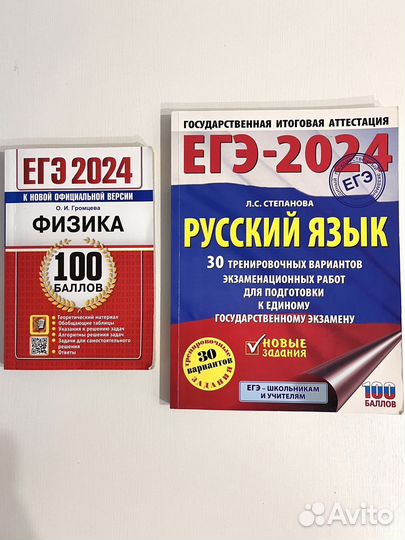 ЕГЭ 2024
К НОВОЙ ОФИЦИАЛЬНОЙ ВЕРСИИ
О. И. Громцева
ФИЗИКА
100
БАЛЛОВ
Теоретический материал
Обобщающие таблицы
Указания к решению задач
Алгоритмы решения задач
Задачи для самостоятельного
решения
Ответы
ГОСУДАРСТВЕННАЯ ИТОГОВАЯ АТТЕСТАЦИЯ
ЕГЭ-2024
ЕГЭ
Л.С. СТЕПАНОВА
РУССКИЙ ЯЗЫК
30 ТРЕНИРОВОЧНЫХ ВАРИАНТОВ
ЭКЗАМЕНАЦИОННЫХ РАБОТ
ДЛЯ ПОДГОТОВКИ
К ЕДИНОМУ
ГОСУДАРСТВЕННОМУ ЭКЗАМЕНУ
НОВЫЕ
ЗАДАНИЯ
тренировочные
30
вариантов
ЗАДАНИЯ
ЕГЭ – ШКОЛЬНИКАМ
И УЧИТЕЛЯМ
100
БАЛЛОВ
Avito